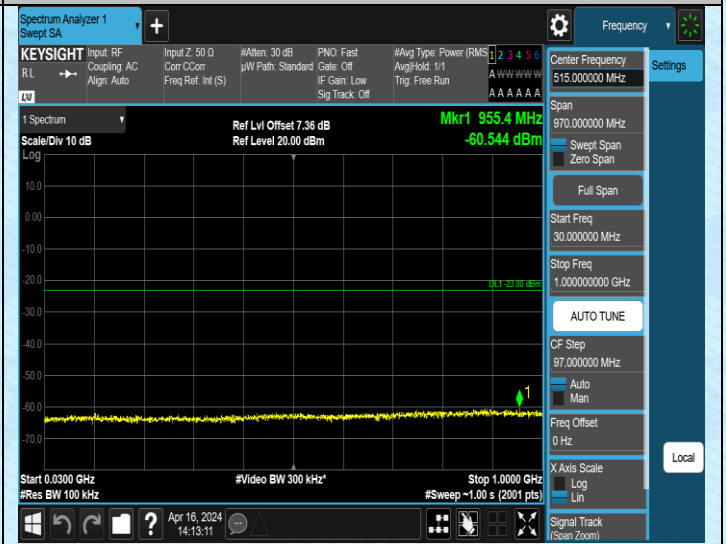 Spectrum Analyzer 1
Swept SA
+
Frequency
KEYSIGHT
RL
LXI
Input: RF
Coupling: AC
Align: Auto
Input Z: 50 Ω
Corr CCorr
Freq Ref: Int (S)
#Atten: 30 dB
µW Path: Standard
PNO: Fast
Gate: Off
IF Gain: Low
Sig Track: Off
#Avg Type: Power (RMS
Avg|Hold: 1/1
Trig: Free Run
1 2 3 4 5 6
A W W W W W
A A A A A A
1 Spectrum
Scale/Div 10 dB
Log
Ref Lvl Offset 7.36 dB
Ref Level 20.00 dBm
Mkr1 955.4 MHz
-60.544 dBm
10.0
0.00
-10.0
-20.0
DL1 -23.00 dBm
-30.0
-40.0
-50.0
1
-60.0
-70.0
Start 0.0300 GHz
#Res BW 100 kHz
#Video BW 300 kHz*
Stop 1.0000 GHz
#Sweep ~1.00 s (2001 pts)
Center Frequency
515.000000 MHz
Settings
Span
970.000000 MHz
Swept Span
Zero Span
Full Span
Start Freq
30.000000 MHz
Stop Freq
1.000000000 GHz
AUTO TUNE
CF Step
97.000000 MHz
Auto
Man
Freq Offset
0 Hz
X Axis Scale
Log
Lin
Local
Signal Track
(Span Zoom)
?
Apr 16, 2024
14:13:11